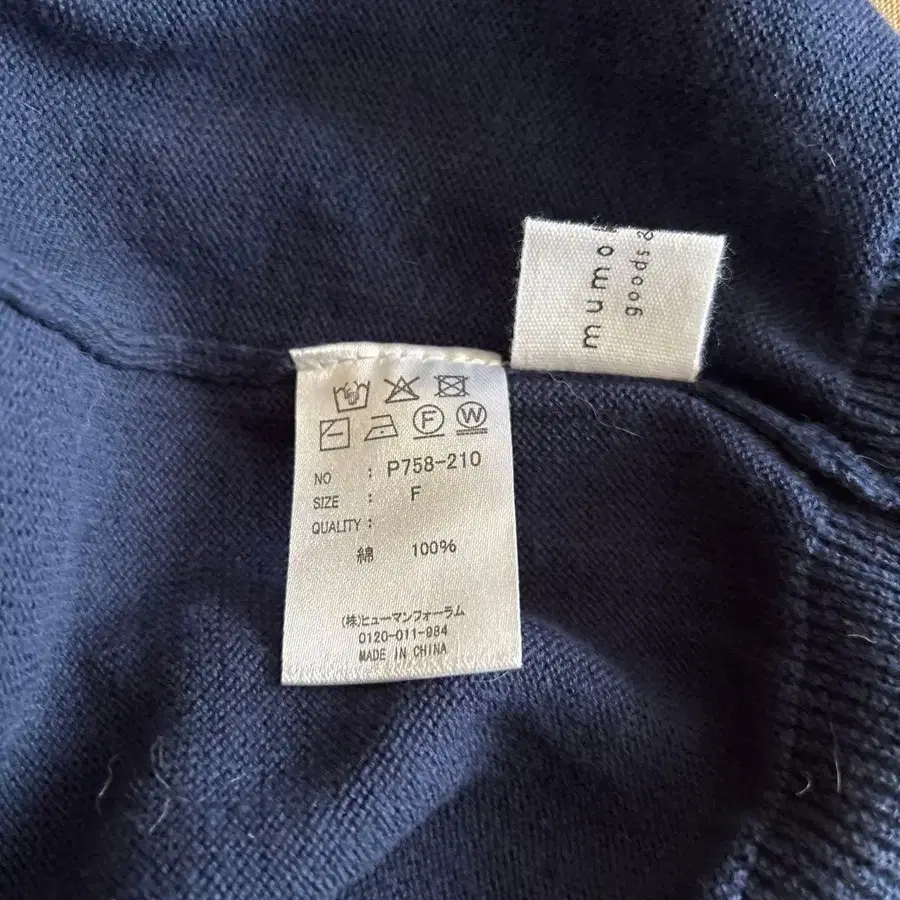 mumo
goods &
F W
NO : P758-210
SIZE : F
QUALITY :
綿 100%
(株)ヒューマンフォーラム
0120-011-984
MADE IN CHINA